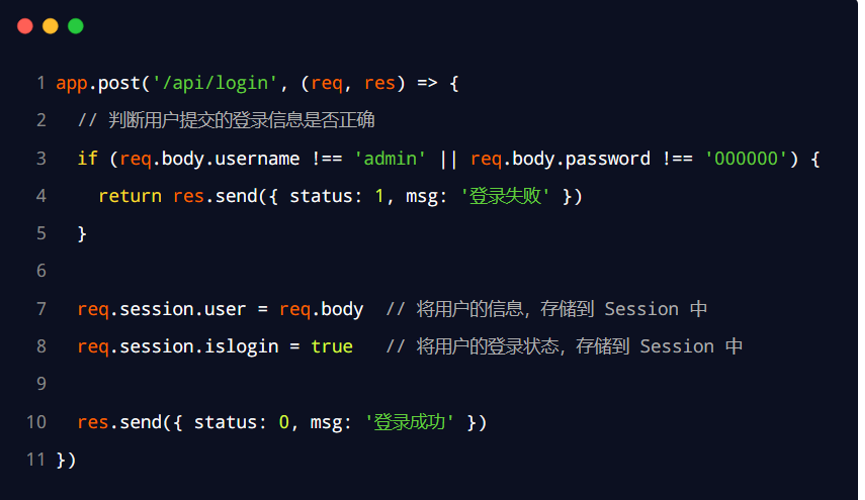 1 app.post('/api/login', (req, res) => {
2 // 判断用户提交的登录信息是否正确
3 if (req.body.username !== 'admin' || req.body.password !== '000000') {
4 return res.send({ status: 1, msg: '登录失败' })
5 }
6
7 req.session.user = req.body // 将用户的信息，存储到 Session 中
8 req.session.islogin = true // 将用户的登录状态，存储到 Session 中
9
10 res.send({ status: 0, msg: '登录成功' })
11 })